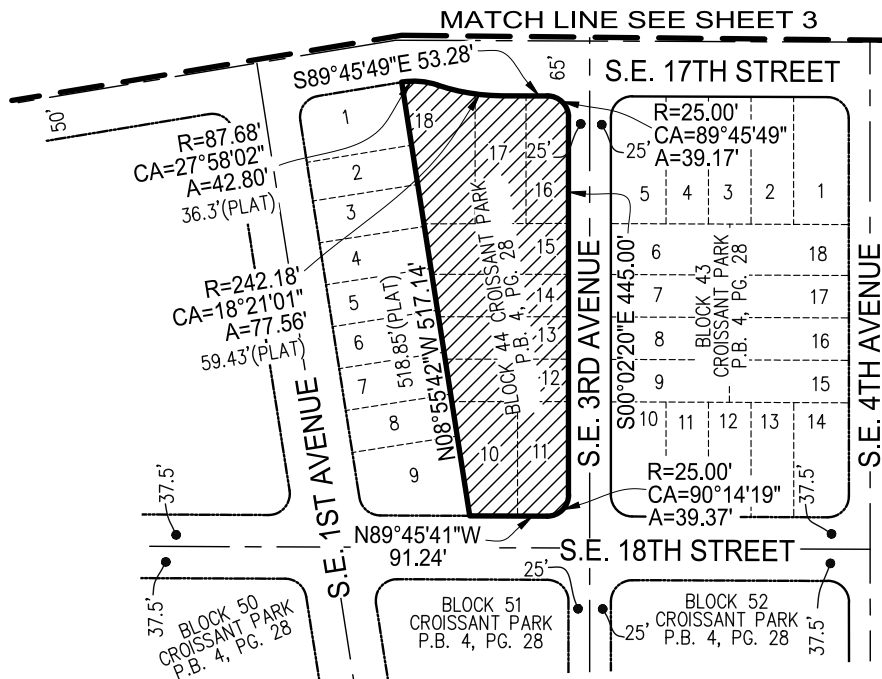 MATCH LINE SEE SHEET 3
S89°45'49"E 53.28'
65'
S.E. 17TH STREET
50'
R=87.68'
CA=27°58'02"
A=42.80'
36.3'(PLAT)
R=242.18'
CA=18°21'01"
A=77.56'
59.43'(PLAT)
R=25.00'
CA=89°45'49"
A=39.17'
25'
25'
1
2
3
4
5
6
7
8
9
18
17
16
15
14
13
12
11
10
BLOCK 44 CROISSANT PARK
P.B. 4, PG. 28
518.85'(PLAT)
N08°55'42"W 517.14'
S.E. 1ST AVENUE
S.E. 3RD AVENUE
S00°02'20"E 445.00'
5
4
3
2
1
6
18
7
17
8
16
9
15
10
11
12
13
14
BLOCK 43
CROISSANT PARK
P.B. 4, PG. 28
S.E. 4TH AVENUE
R=25.00'
CA=90°14'19"
A=39.37'
37.5'
37.5'
N89°45'41"W
91.24'
S.E. 18TH STREET
25'
25'
37.5'
37.5'
BLOCK 50
CROISSANT PARK
P.B. 4, PG. 28
BLOCK 51
CROISSANT PARK
P.B. 4, PG. 28
BLOCK 52
CROISSANT PARK
P.B. 4, PG. 28